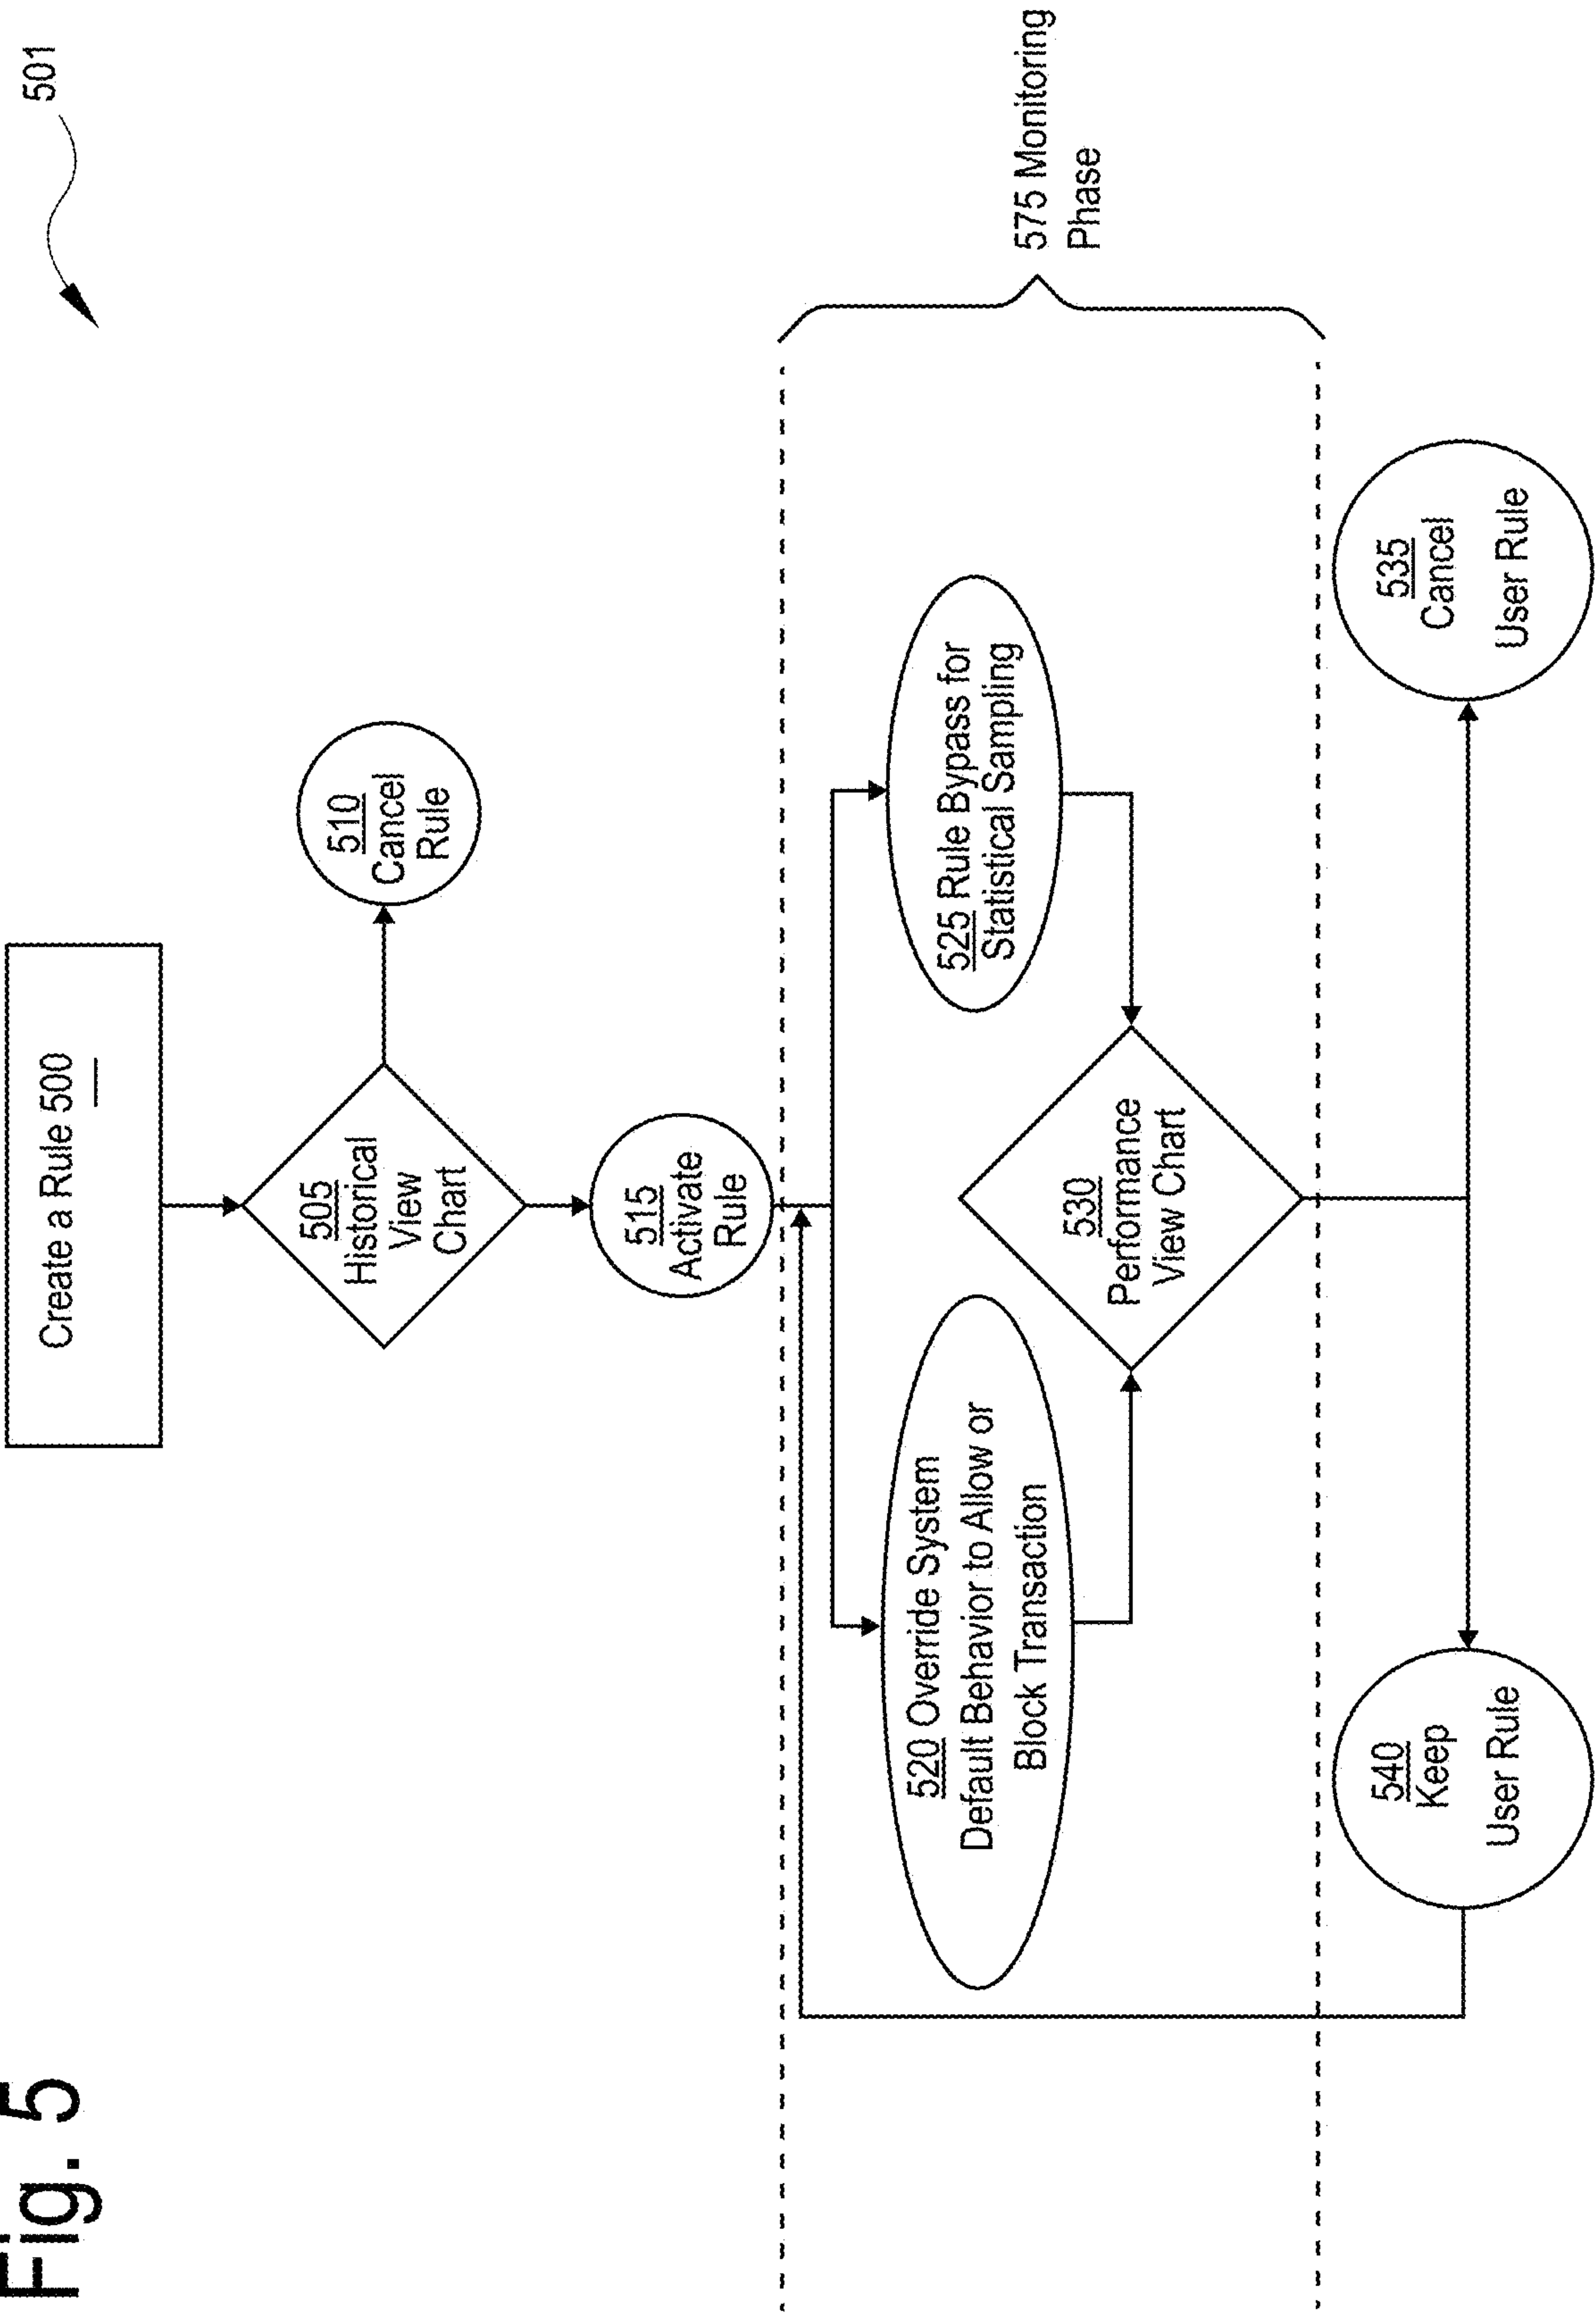 Fig. 5
501
Create a Rule 500
505
Historical
View
Chart
510
Cancel
Rule
515
Activate
Rule
575 Monitoring
Phase
520 Override System
Default Behavior to Allow or
Block Transaction
525 Rule Bypass for
Statistical Sampling
530
Performance
View Chart
540
Keep
User Rule
535
Cancel
User Rule